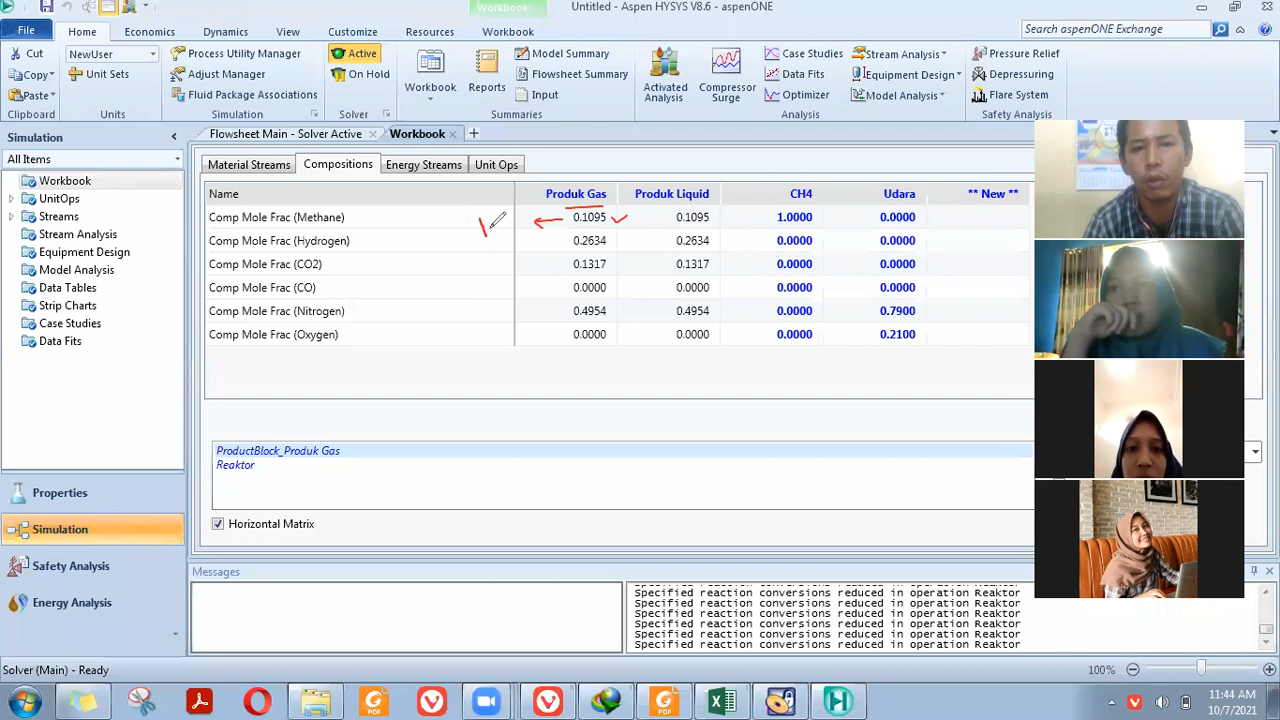 Workbook
Untitled - Aspen HYSYS V8.6 - aspenONE
File
Home
Economics
Dynamics
View
Customize
Resources
Workbook
Search aspenONE Exchange
Cut
Copy
Paste
Clipboard
NewUser
Unit Sets
Units
Process Utility Manager
Adjust Manager
Fluid Package Associations
Simulation
Active
On Hold
Solver
Workbook
Reports
Model Summary
Flowsheet Summary
Input
Summaries
Activated Analysis
Compressor Surge
Case Studies
Data Fits
Optimizer
Stream Analysis
Equipment Design
Model Analysis
Analysis
Pressure Relief
Depressuring
Flare System
Safety Analysis
Simulation
All Items
Workbook
UnitOps
Streams
Stream Analysis
Equipment Design
Model Analysis
Data Tables
Strip Charts
Case Studies
Data Fits
Properties
Simulation
Safety Analysis
Energy Analysis
Flowsheet Main - Solver Active
Workbook
Material Streams
Compositions
Energy Streams
Unit Ops
Name Produk Gas Produk Liquid CH4 Udara ** New **
Comp Mole Frac (Methane) 0.1095 0.1095 1.0000 0.0000
Comp Mole Frac (Hydrogen) 0.2634 0.2634 0.0000 0.0000
Comp Mole Frac (CO2) 0.1317 0.1317 0.0000 0.0000
Comp Mole Frac (CO) 0.0000 0.0000 0.0000 0.0000
Comp Mole Frac (Nitrogen) 0.4954 0.4954 0.0000 0.7900
Comp Mole Frac (Oxygen) 0.0000 0.0000 0.0000 0.2100
ProductBlock_Produk Gas
Reaktor
Horizontal Matrix
Messages
Specified reaction conversions reduced in operation Reaktor
Specified reaction conversions reduced in operation Reaktor
Specified reaction conversions reduced in operation Reaktor
Specified reaction conversions reduced in operation Reaktor
Specified reaction conversions reduced in operation Reaktor
Specified reaction conversions reduced in operation Reaktor
Solver (Main) - Ready
100%
11:44 AM
10/7/2021